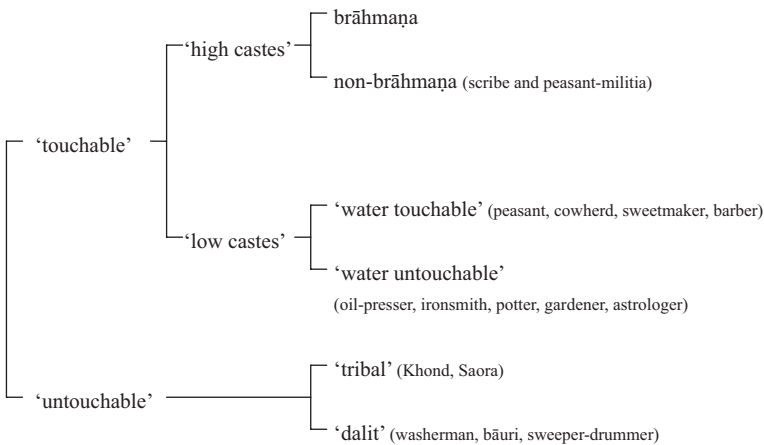 brāhmaṇa
‘high castes’
non-brāhmaṇa (scribe and peasant-militia)
‘touchable’
‘water touchable’ (peasant, cowherd, sweetmaker, barber)
‘low castes’
‘water untouchable’
(oil-presser, ironsmith, potter, gardener, astrologer)
‘tribal’ (Khond, Saora)
‘untouchable’
‘dalit’ (washerman, bāuri, sweeper-drummer)